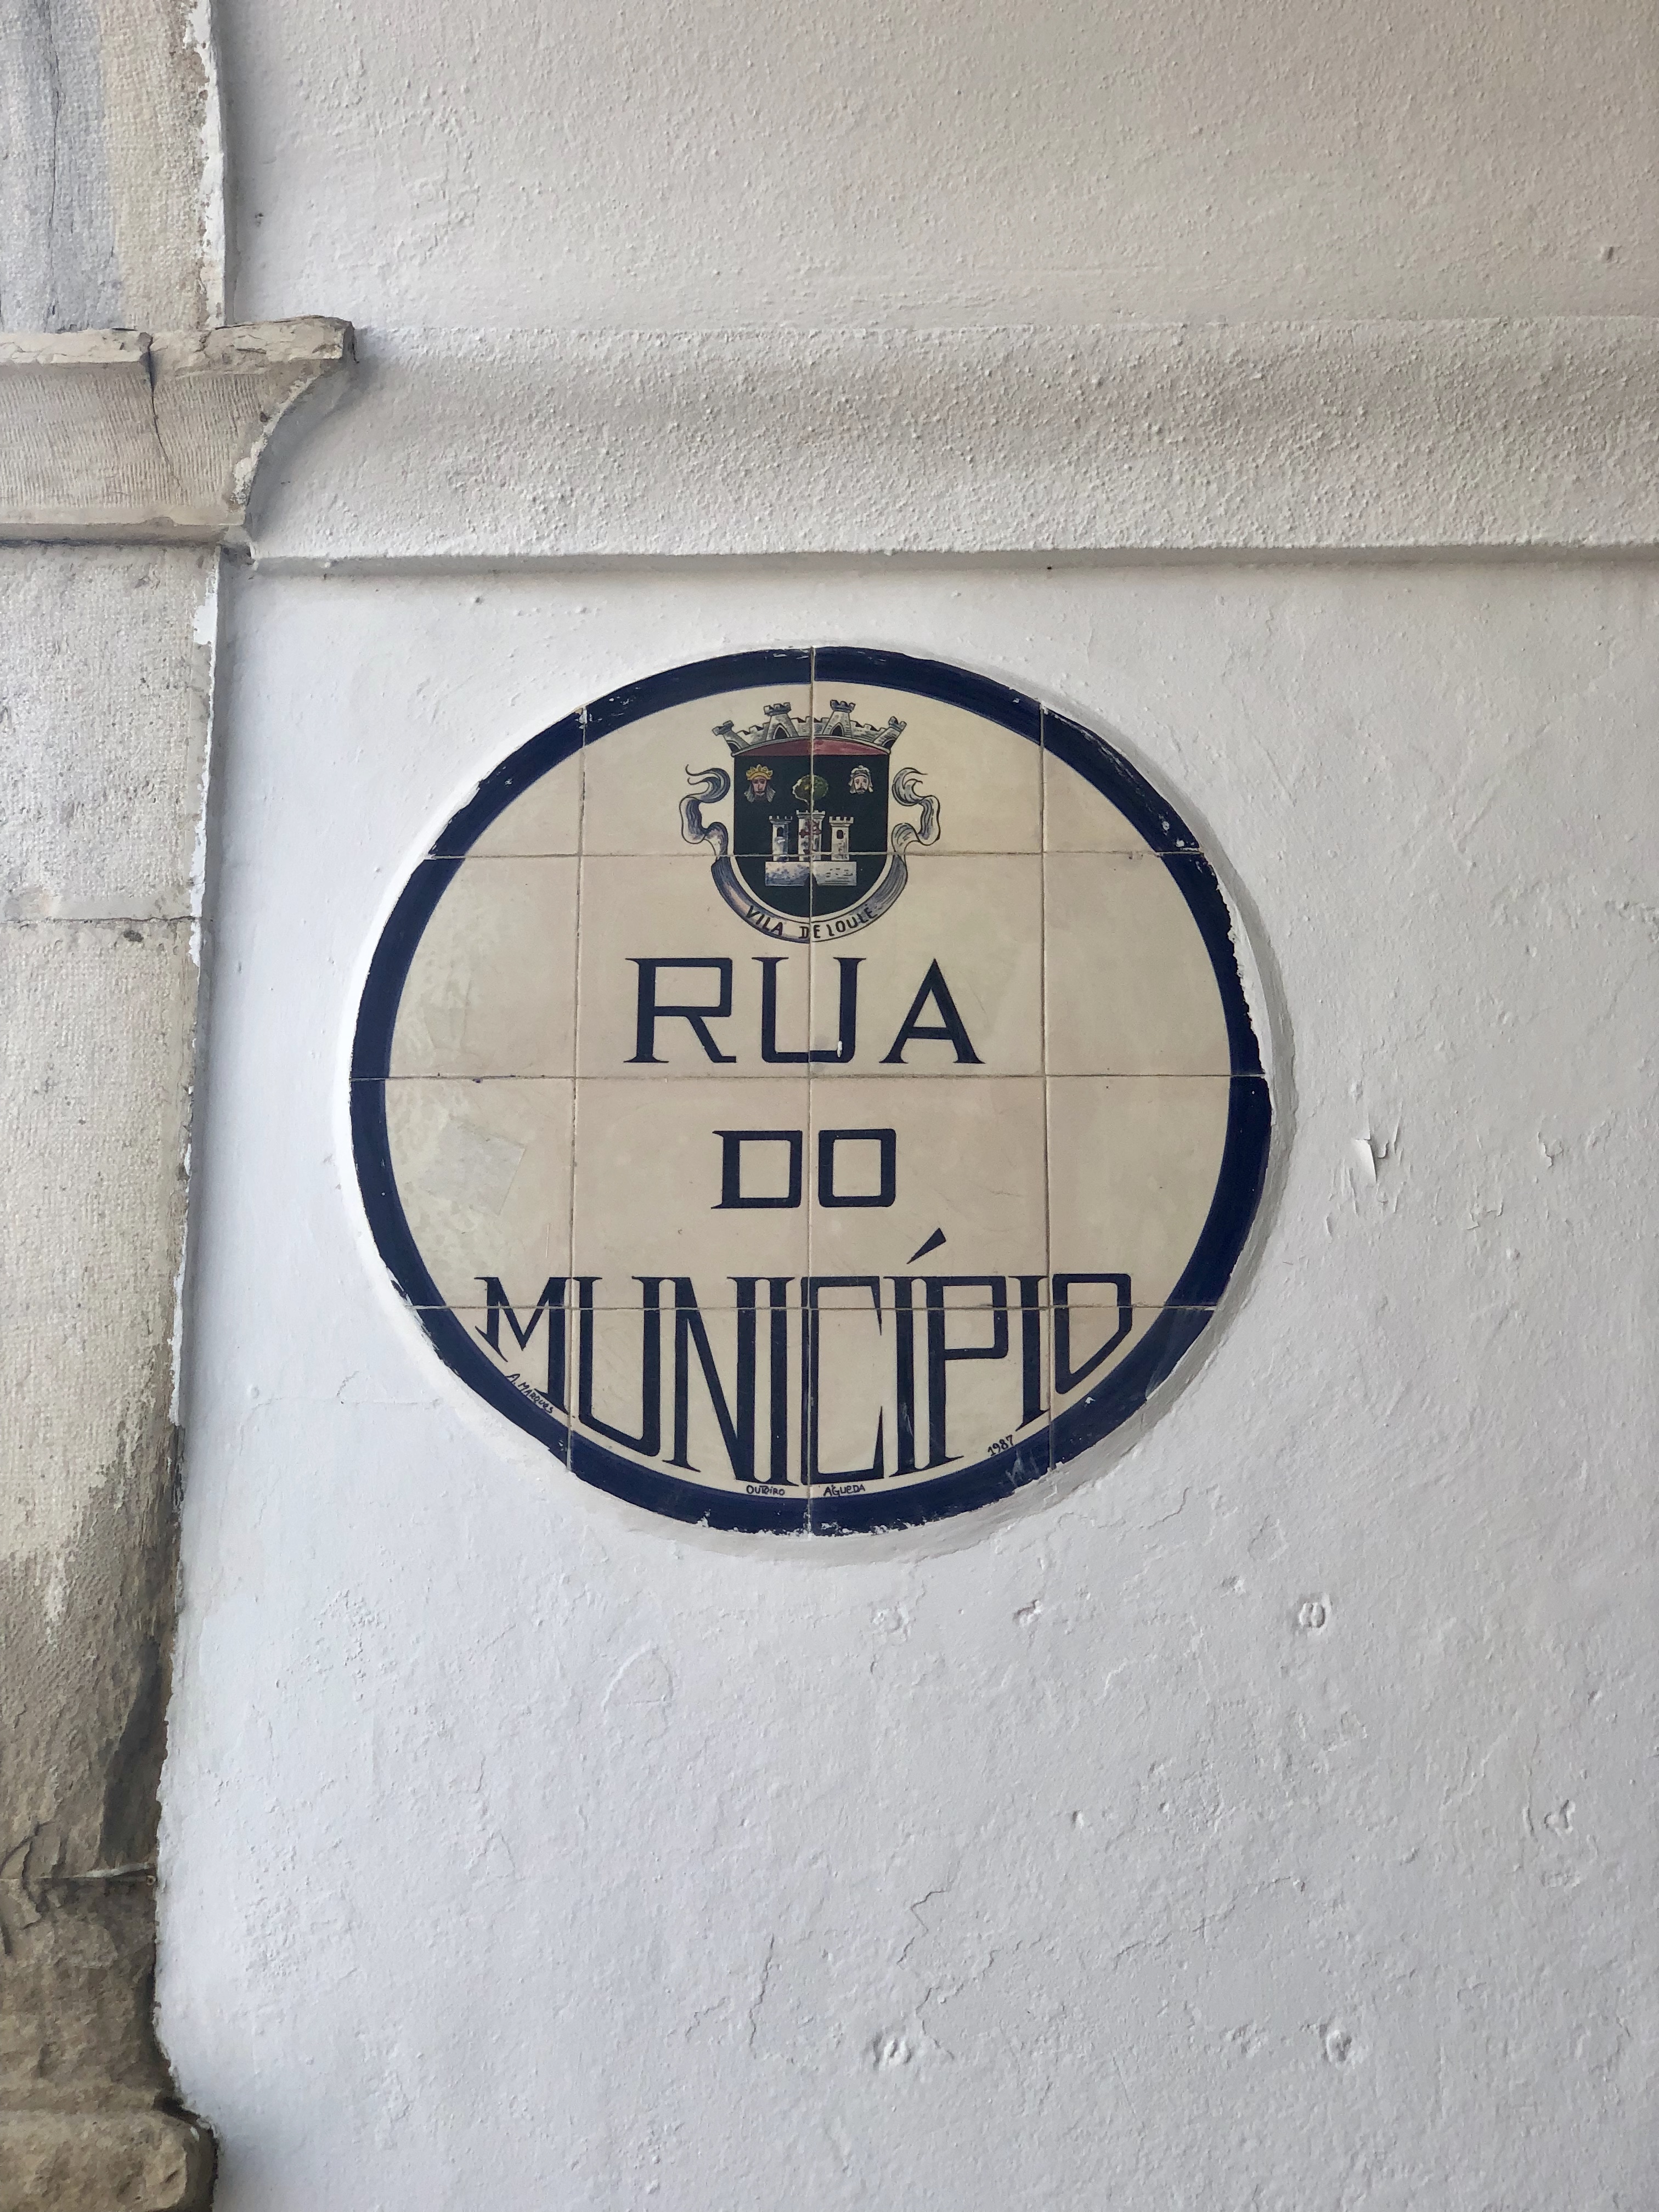 VILA DE LOULÉ
RUA
DO
MUNICÍPIO
A. MARQUES
OUTEIRO ÁGUEDA
1987